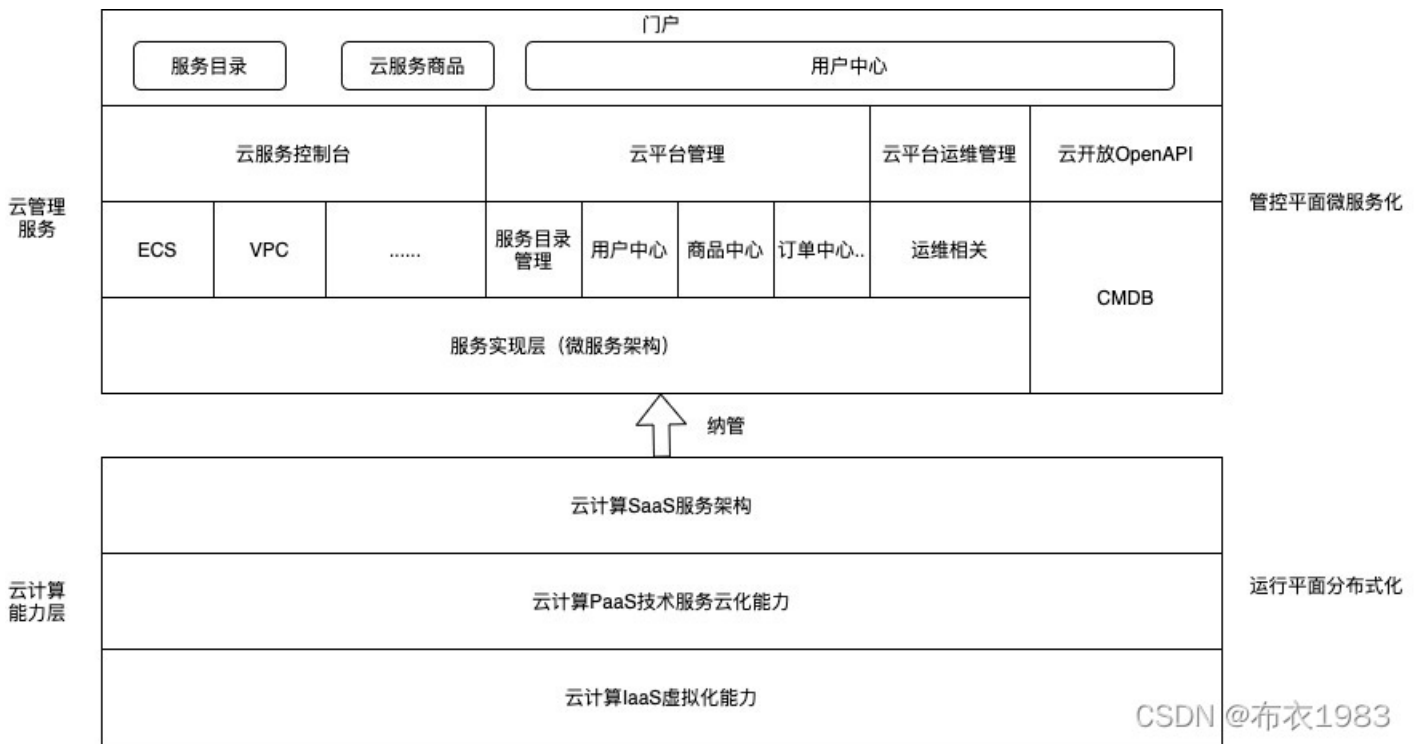 门户
服务目录
云服务商品
用户中心
云服务控制台
云平台管理
云平台运维管理
云开放OpenAPI
云管理
服务
管控平面微服务化
ECS
VPC
......
服务目录
管理
用户中心
商品中心
订单中心..
运维相关
CMDB
服务实现层（微服务架构）
纳管
云计算SaaS服务架构
云计算
能力层
云计算PaaS技术服务云化能力
运行平面分布式化
云计算IaaS虚拟化能力
CSDN @布衣1983